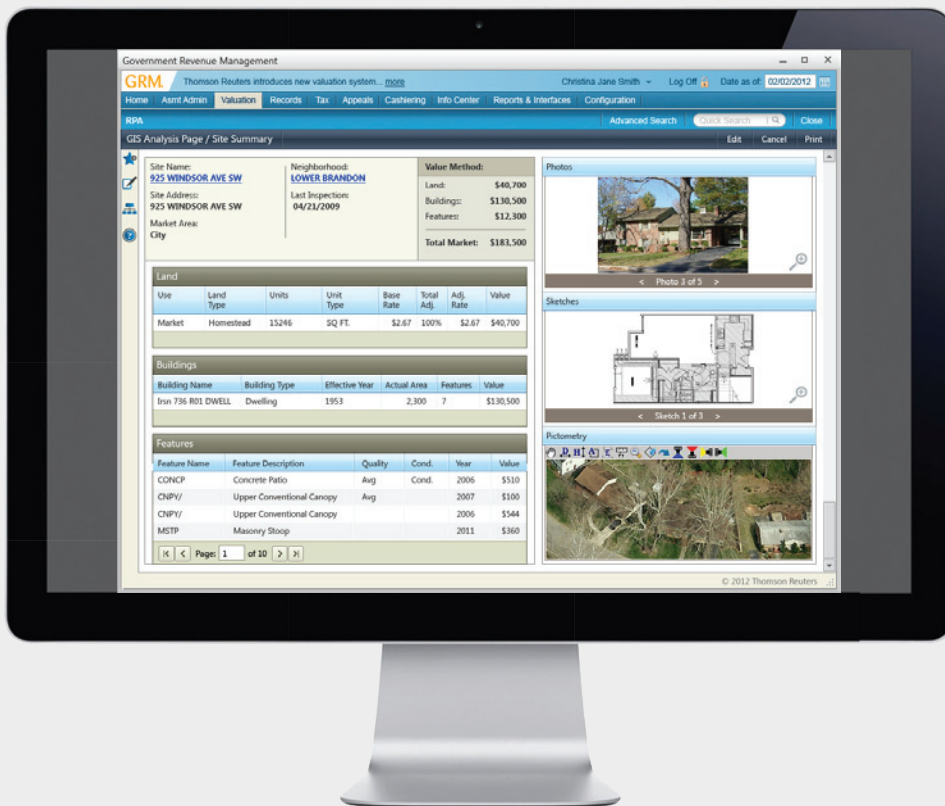 Government Revenue Management
GRM. Thomson Reuters introduces new valuation system... more Christina Jane Smith Log Off Date as of: 02/02/2012
Home Asmt Admin Valuation Records Tax Appeals Cashiering Info Center Reports & Interfaces Configuration
RPA Advanced Search Quick Search Close
GIS Analysis Page / Site Summary Edit Cancel Print
Site Name:
925 WINDSOR AVE SW
Site Address:
925 WINDSOR AVE SW
Market Area:
City
Neighborhood:
LOWER BRANDON
Last Inspection:
04/21/2009
Value Method:
Land: $40,700
Buildings: $130,500
Features: $12,300
Total Market: $183,500
Land
Use Land Type Units Unit Type Base Rate Total Adj. Adj. Rate Value
Market Homestead 15246 SQ FT. $2.67 100% $2.67 $40,700
Buildings
Building Name Building Type Effective Year Actual Area Features Value
Irsn 736 R01 DWELL Dwelling 1953 2,300 7 $130,500
Features
Feature Name Feature Description Quality Cond. Year Value
CONCP Concrete Patio Avg Cond. 2006 $510
CNPY/ Upper Conventional Canopy Avg 2007 $100
CNPY/ Upper Conventional Canopy 2006 $544
MSTP Masonry Stoop 2011 $360
Page: 1 of 10
Photos
< Photo 3 of 5 >
Sketches
< Sketch 1 of 3 >
Pictometry
© 2012 Thomson Reuters